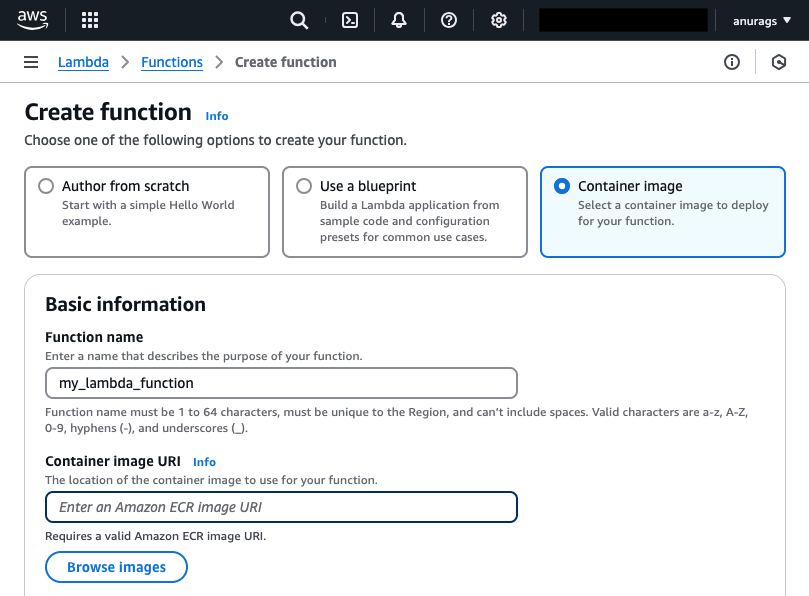 aws
anurags
Lambda > Functions > Create function
Create function Info
Choose one of the following options to create your function.
Author from scratch
Start with a simple Hello World
example.
Use a blueprint
Build a Lambda application from
sample code and configuration
presets for common use cases.
Container image
Select a container image to deploy
for your function.
Basic information
Function name
Enter a name that describes the purpose of your function.
my_lambda_function
Function name must be 1 to 64 characters, must be unique to the Region, and can’t include spaces. Valid characters are a-z, A-Z,
0-9, hyphens (-), and underscores (_).
Container image URI Info
The location of the container image to use for your function.
Enter an Amazon ECR image URI
Requires a valid Amazon ECR image URI.
Browse images